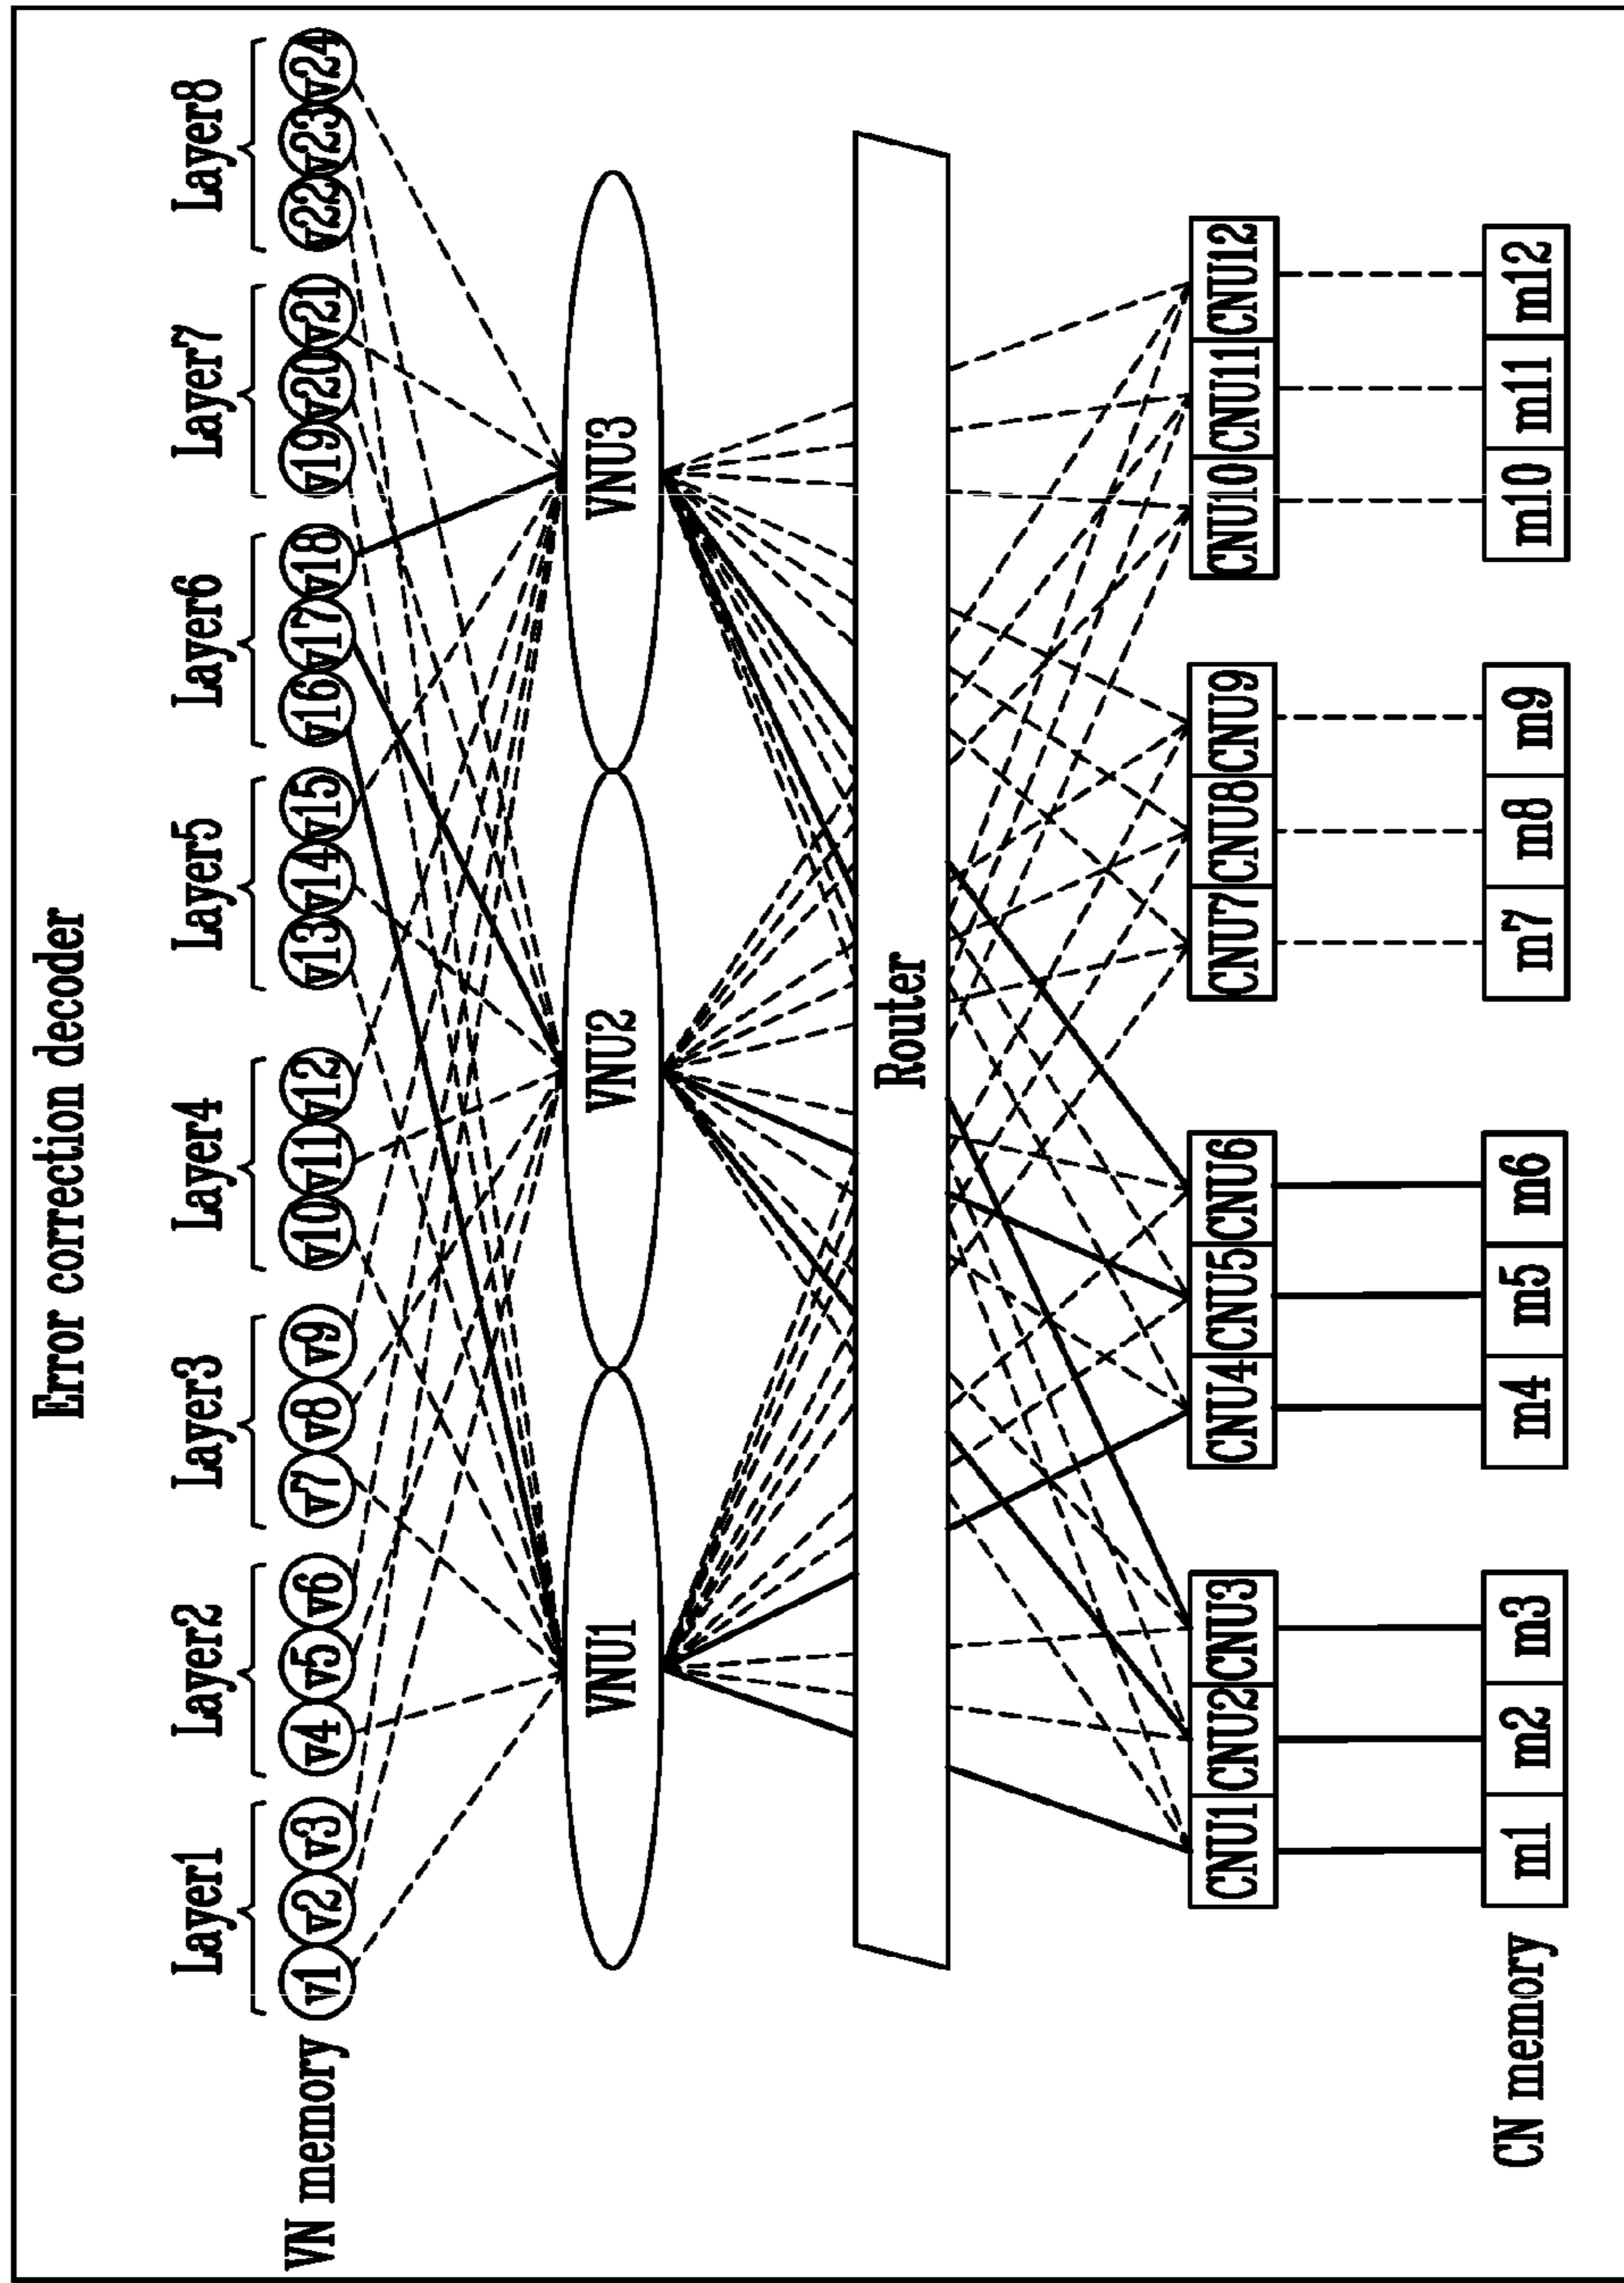 Error correction decoder
Layer1 Layer2 Layer3 Layer4 Layer5 Layer6 Layer7 Layer8
VN memory v1 v2 v3 v4 v5 v6 v7 v8 v9 v10 v11 v12 v13 v14 v15 v16 v17 v18 v19 v20 v21 v22 v23 v24
VNU1 VNU2 VNU3
Router
CNU1 CNU2 CNU3 CNU4 CNU5 CNU6 CNU7 CNU8 CNU9 CNU10 CNU11 CNU12
CN memory m1 m2 m3 m4 m5 m6 m7 m8 m9 m10 m11 m12